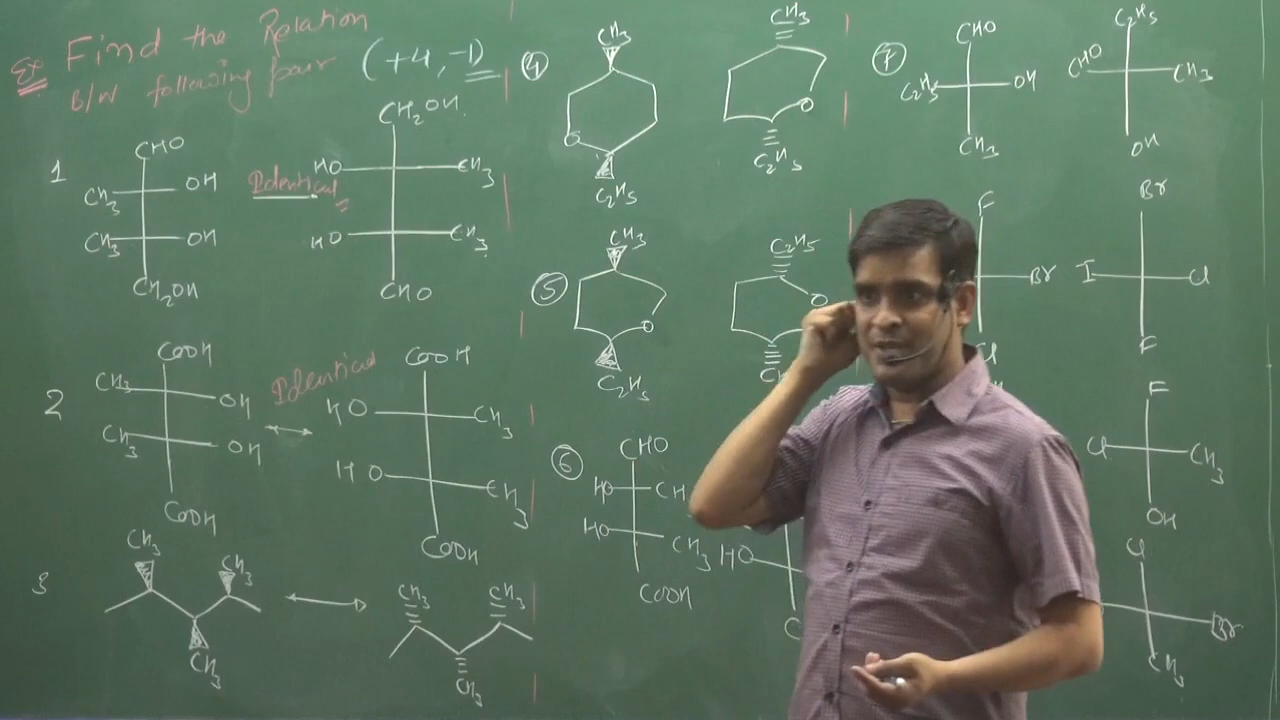 Ex. Find the Relation
B/W following pair (+4, -1)
1
CHO
CH3 OH
CH3 OH
CH2OH
Identical
CH2OH
HO CH3
HO CH3
CHO
2
COOH
CH3 OH
CH3 OH
COOH
Identical
COOH
HO CH3
HO CH3
COOH
3
CH3 CH3
CH3
CH3 CH3
CH3
4
CH3
O
C2H5
CH3
O
C2H5
5
CH3
O
C2H5
C2H5
O
6
CHO
HO
HO CH3
COOH
HO
7
CHO
C2H5 OH
CH3
C2H5
CHO CH3
OH
F
Br
Cl
Br
I Cl
F
F
Cl CH3
OH
Cl
Br
CH3